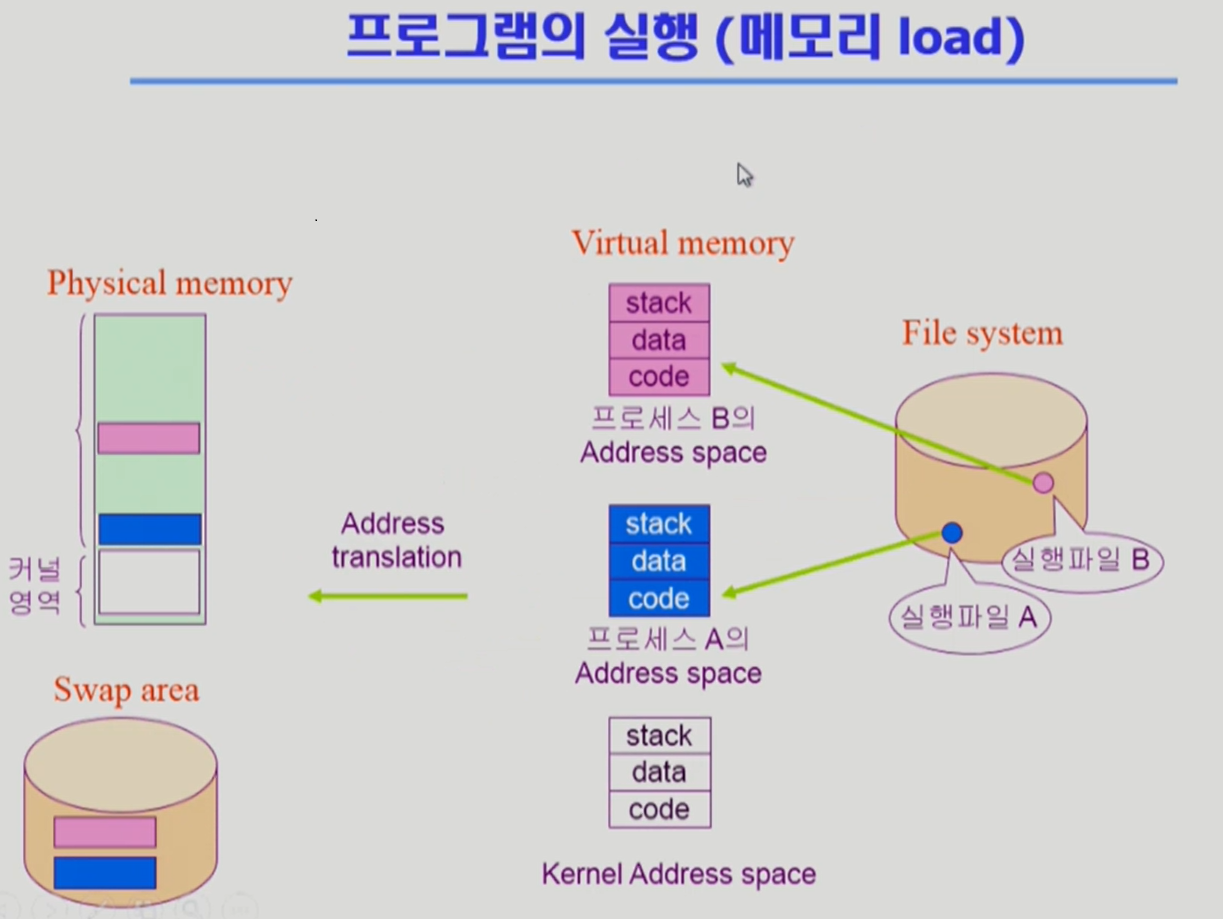 프로그램의 실행 (메모리 load)
Virtual memory
Physical memory
stack
data
code
프로세스 B의
Address space
File system
실행파일 B
실행파일 A
Address
translation
stack
data
code
프로세스 A의
Address space
커널
영역
Swap area
stack
data
code
Kernel Address space